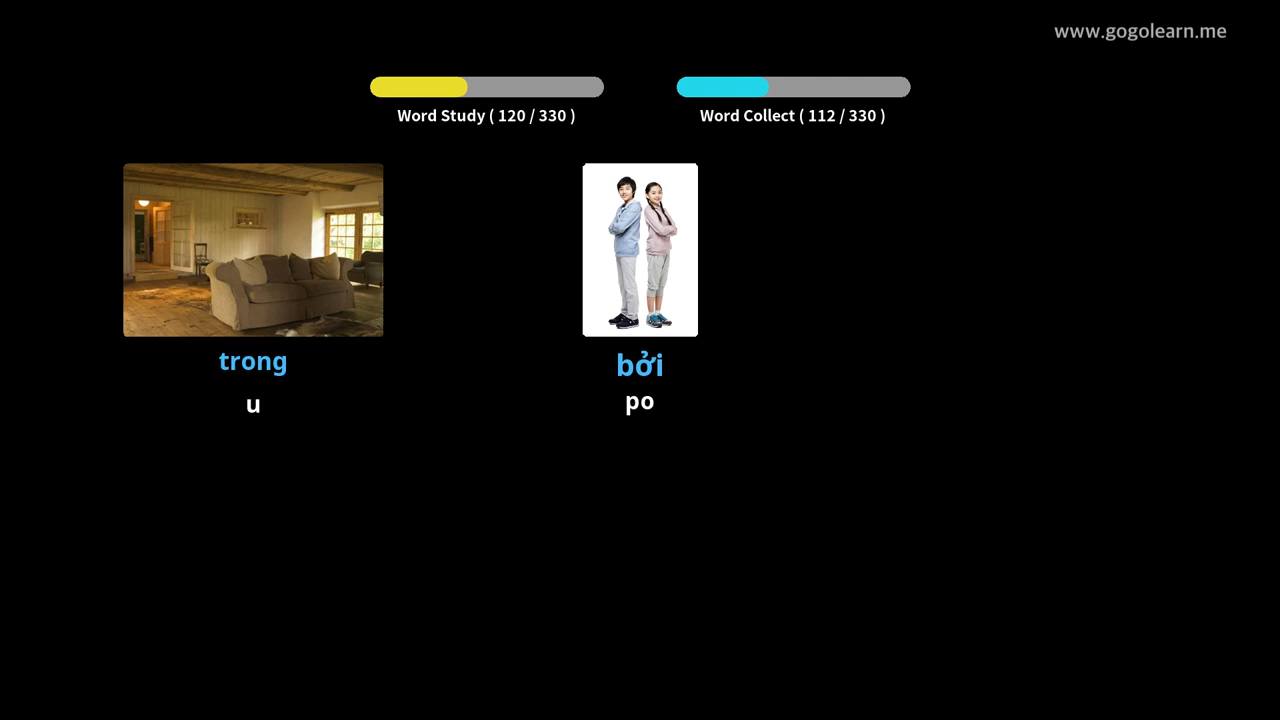 www.gogolearn.me
Word Study ( 120 / 330 )
Word Collect ( 112 / 330 )
trong
u
bởi
po